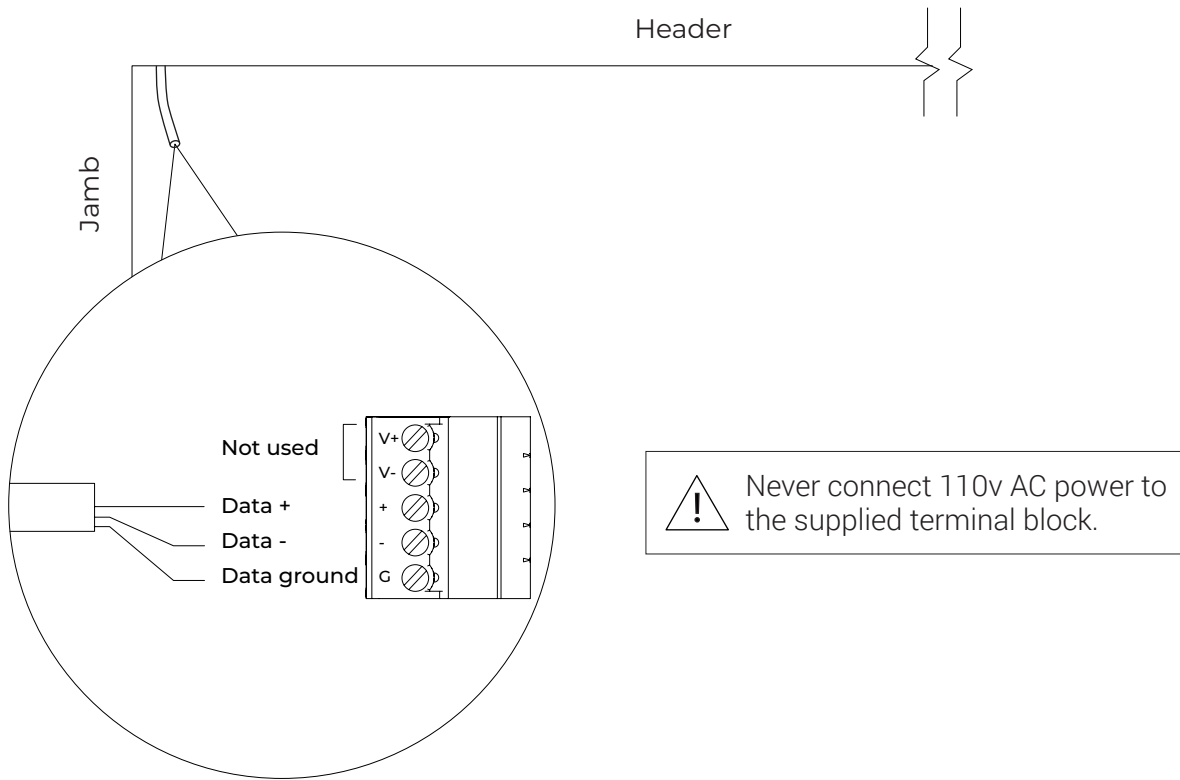 Header
Jamb
Not used
V+
V-
Data +
+
Data -
-
Data ground
G
! Never connect 110v AC power to
the supplied terminal block.